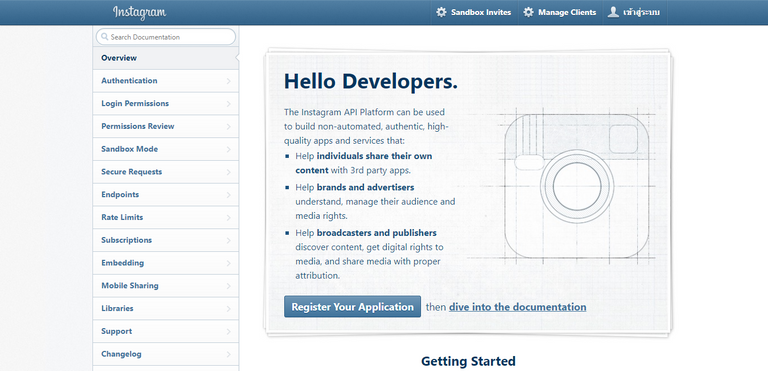 Instagram
Sandbox Invites
Manage Clients
เข้าสู่ระบบ
Search Documentation
Overview
Authentication
Login Permissions
Permissions Review
Sandbox Mode
Secure Requests
Endpoints
Rate Limits
Subscriptions
Embedding
Mobile Sharing
Libraries
Support
Changelog
Hello Developers.
The Instagram API Platform can be used
to build non-automated, authentic, high-
quality apps and services that:
Help individuals share their own
content with 3rd party apps.
Help brands and advertisers
understand, manage their audience and
media rights.
Help broadcasters and publishers
discover content, get digital rights to
media, and share media with proper
attribution.
Register Your Application then dive into the documentation
Getting Started